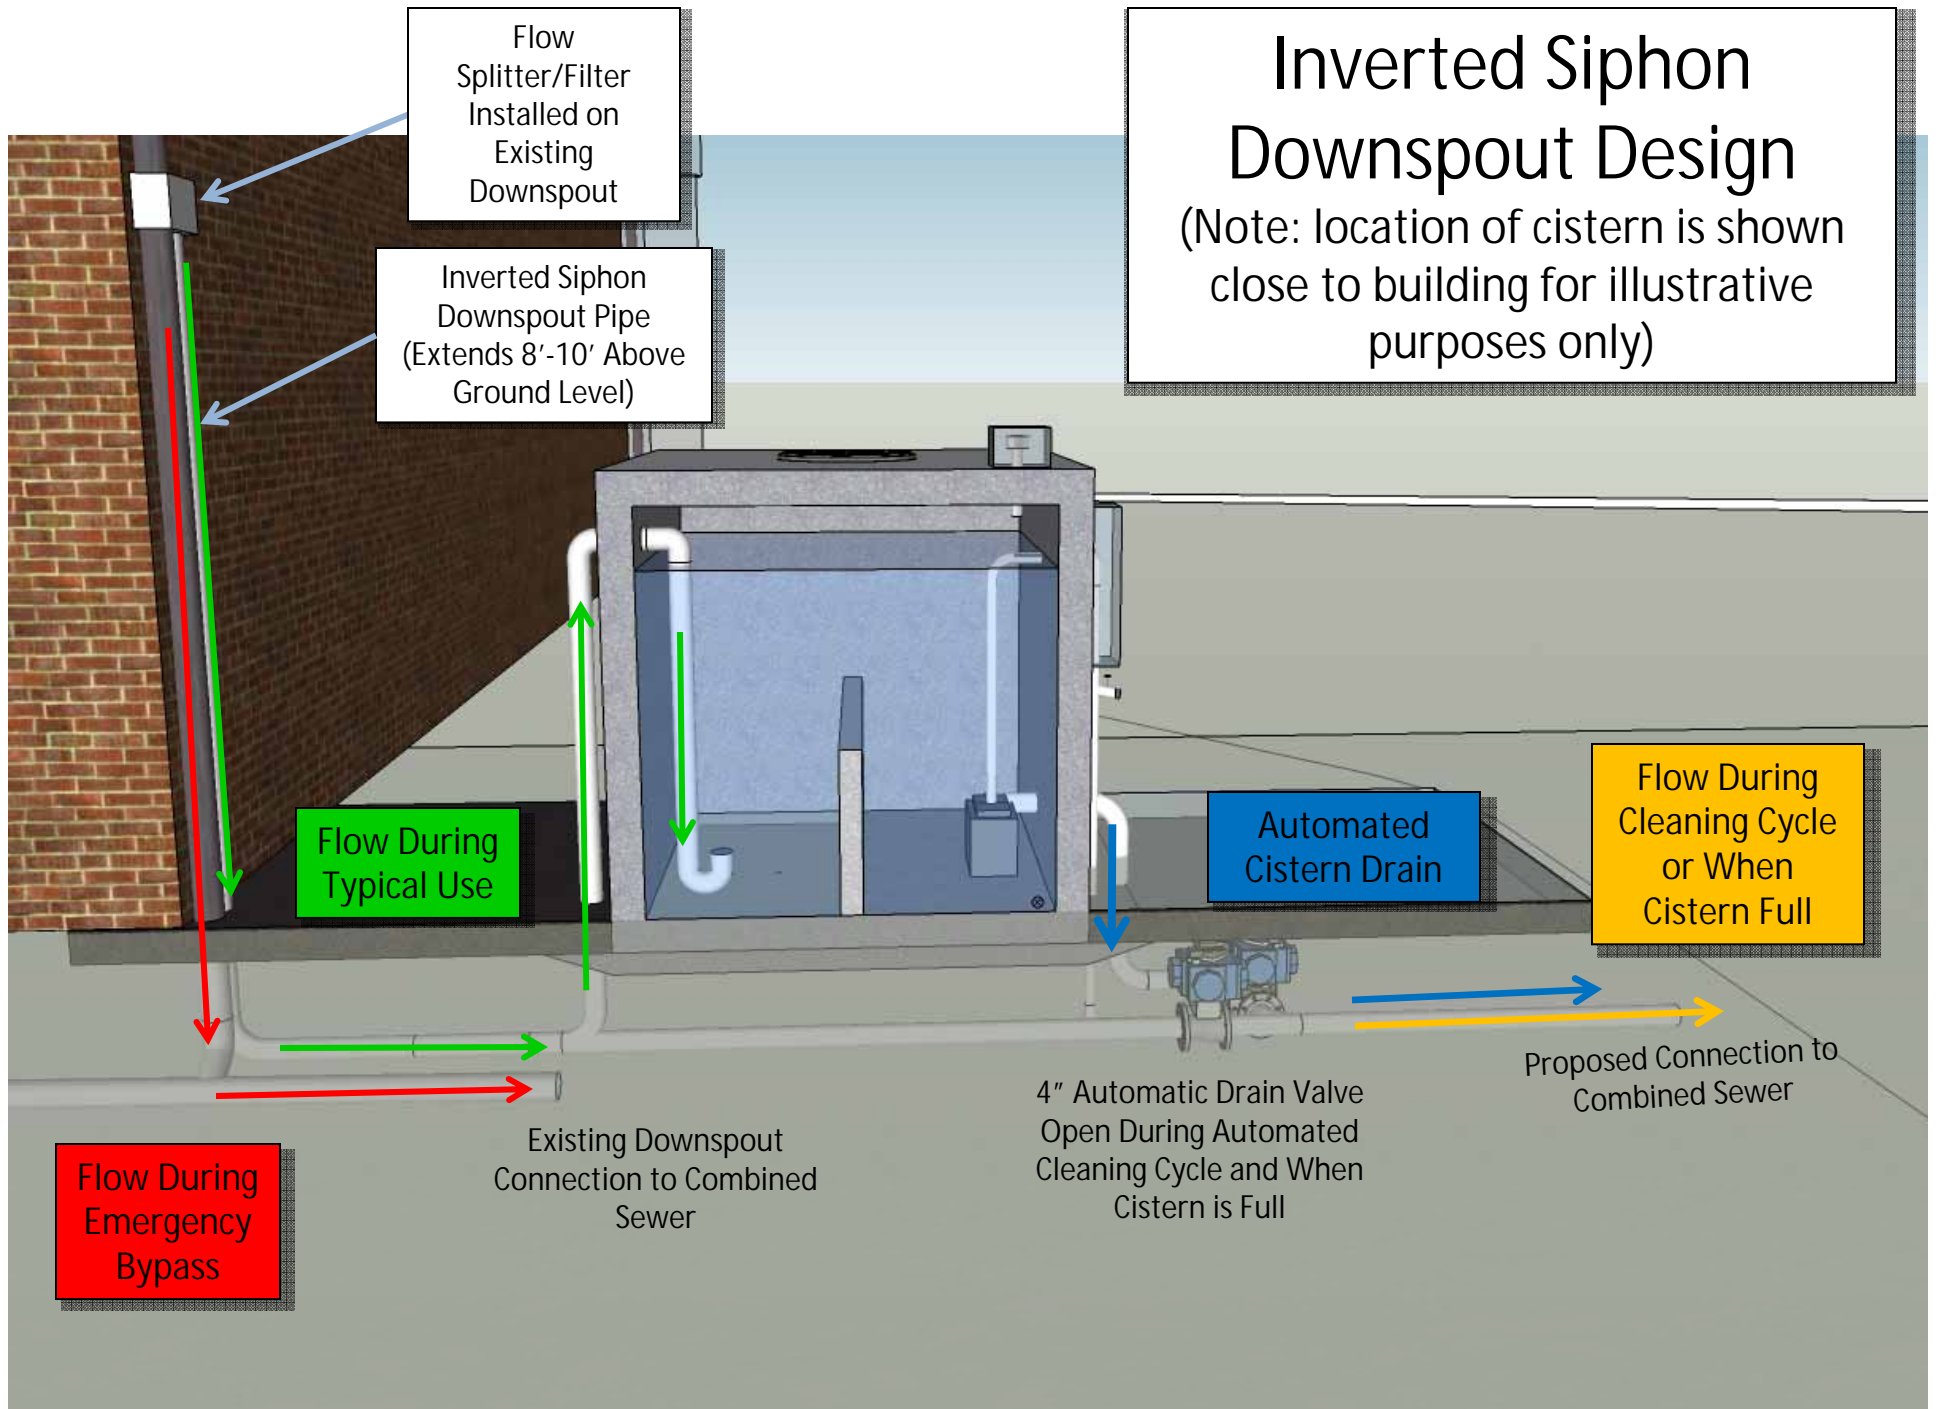 Flow
Splitter/Filter
Installed on
Existing
Downspout
Inverted Siphon
Downspout Design
(Note: location of cistern is shown
close to building for illustrative
purposes only)
Inverted Siphon
Downspout Pipe
(Extends 8′-10′ Above
Ground Level)
Flow During
Typical Use
Automated
Cistern Drain
Flow During
Cleaning Cycle
or When
Cistern Full
Proposed Connection to
Combined Sewer
4″ Automatic Drain Valve
Open During Automated
Cleaning Cycle and When
Cistern is Full
Existing Downspout
Connection to Combined
Sewer
Flow During
Emergency
Bypass